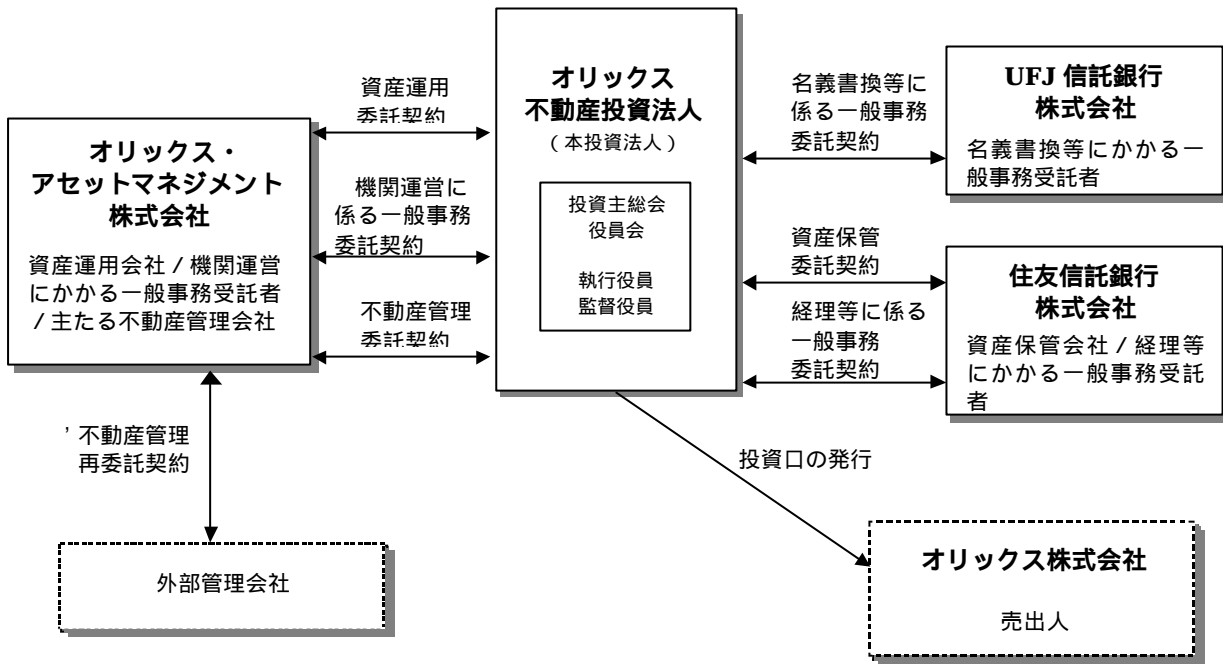 オリックス・
アセットマネジメント
株式会社
資産運用会社 / 機関運営
にかかる一般事務受託者
/ 主たる不動産管理会社
資産運用
委託契約
機関運営に
係る一般事務
委託契約
不動産管理
委託契約
オリックス
不動産投資法人
( 本投資法人 )
投資主総会
役員会
執行役員
監督役員
名義書換等に
係る一般事務
委託契約
UFJ 信託銀行
株式会社
名義書換等にかかる一
般事務受託者
資産保管
委託契約
経理等に係る
一般事務
委託契約
住友信託銀行
株式会社
資産保管会社 / 経理等
にかかる一般事務受託
者
' 不動産管理
再委託契約
外部管理会社
投資口の発行
オリックス株式会社
売出人